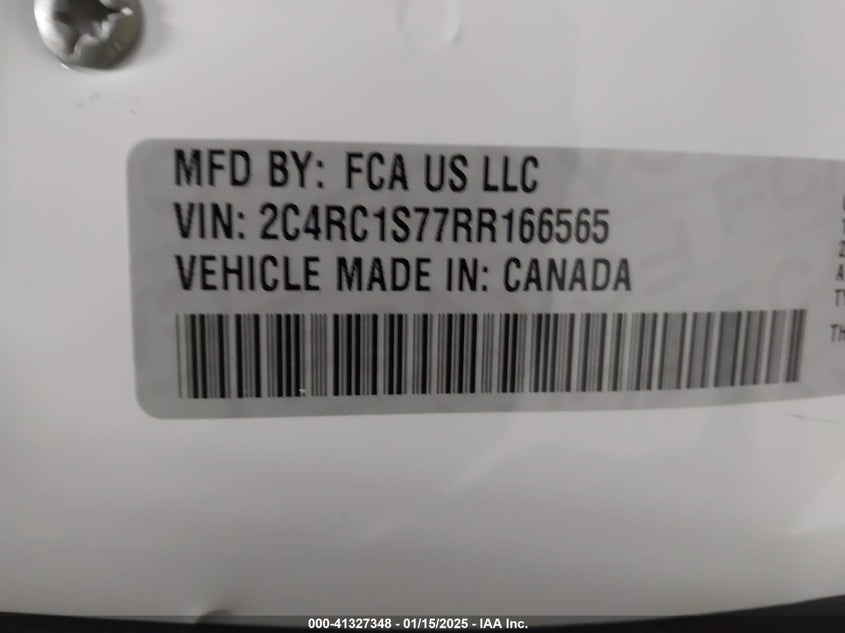 MFD BY: FCA US LLC
VIN: 2C4RC1S77RR166565
VEHICLE MADE IN: CANADA
000-41327348 - 01/15/2025 - IAA Inc.